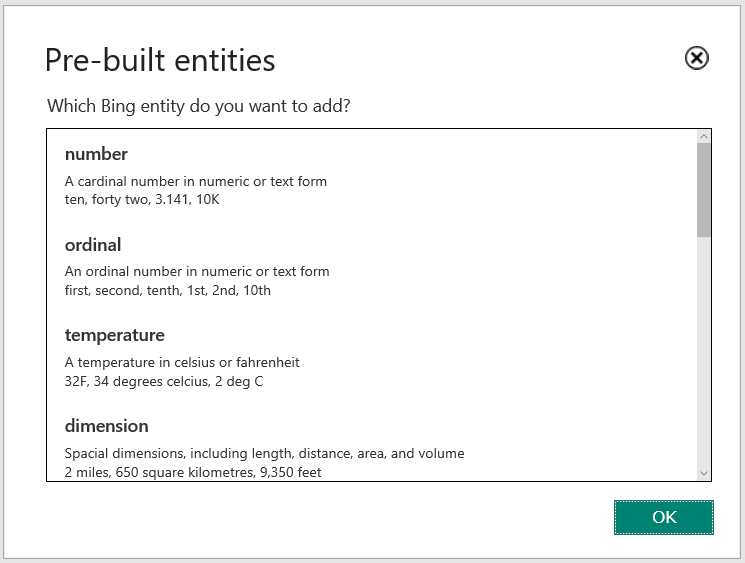 Pre-built entities
Which Bing entity do you want to add?
number
A cardinal number in numeric or text form
ten, forty two, 3.141, 10K
ordinal
An ordinal number in numeric or text form
first, second, tenth, 1st, 2nd, 10th
temperature
A temperature in celsius or fahrenheit
32F, 34 degrees celcius, 2 deg C
dimension
Spacial dimensions, including length, distance, area, and volume
2 miles, 650 square kilometres, 9,350 feet
OK